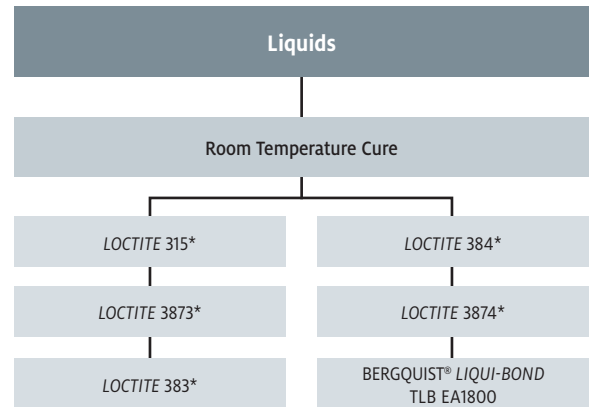 Liquids
Room Temperature Cure
LOCTITE 315*
LOCTITE 384*
LOCTITE 3873*
LOCTITE 3874*
LOCTITE 383*
BERGQUIST® LIQUI-BOND
TLB EA1800